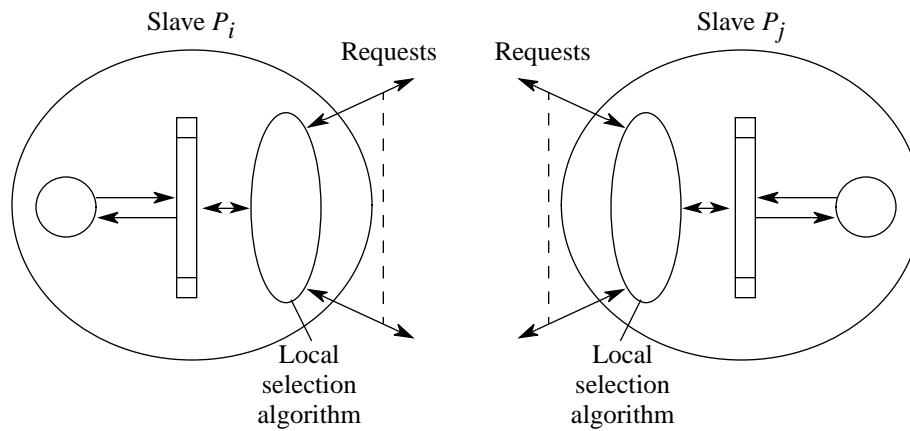 Slave P_i
Slave P_j
Requests
Requests
Local
selection
algorithm
Local
selection
algorithm